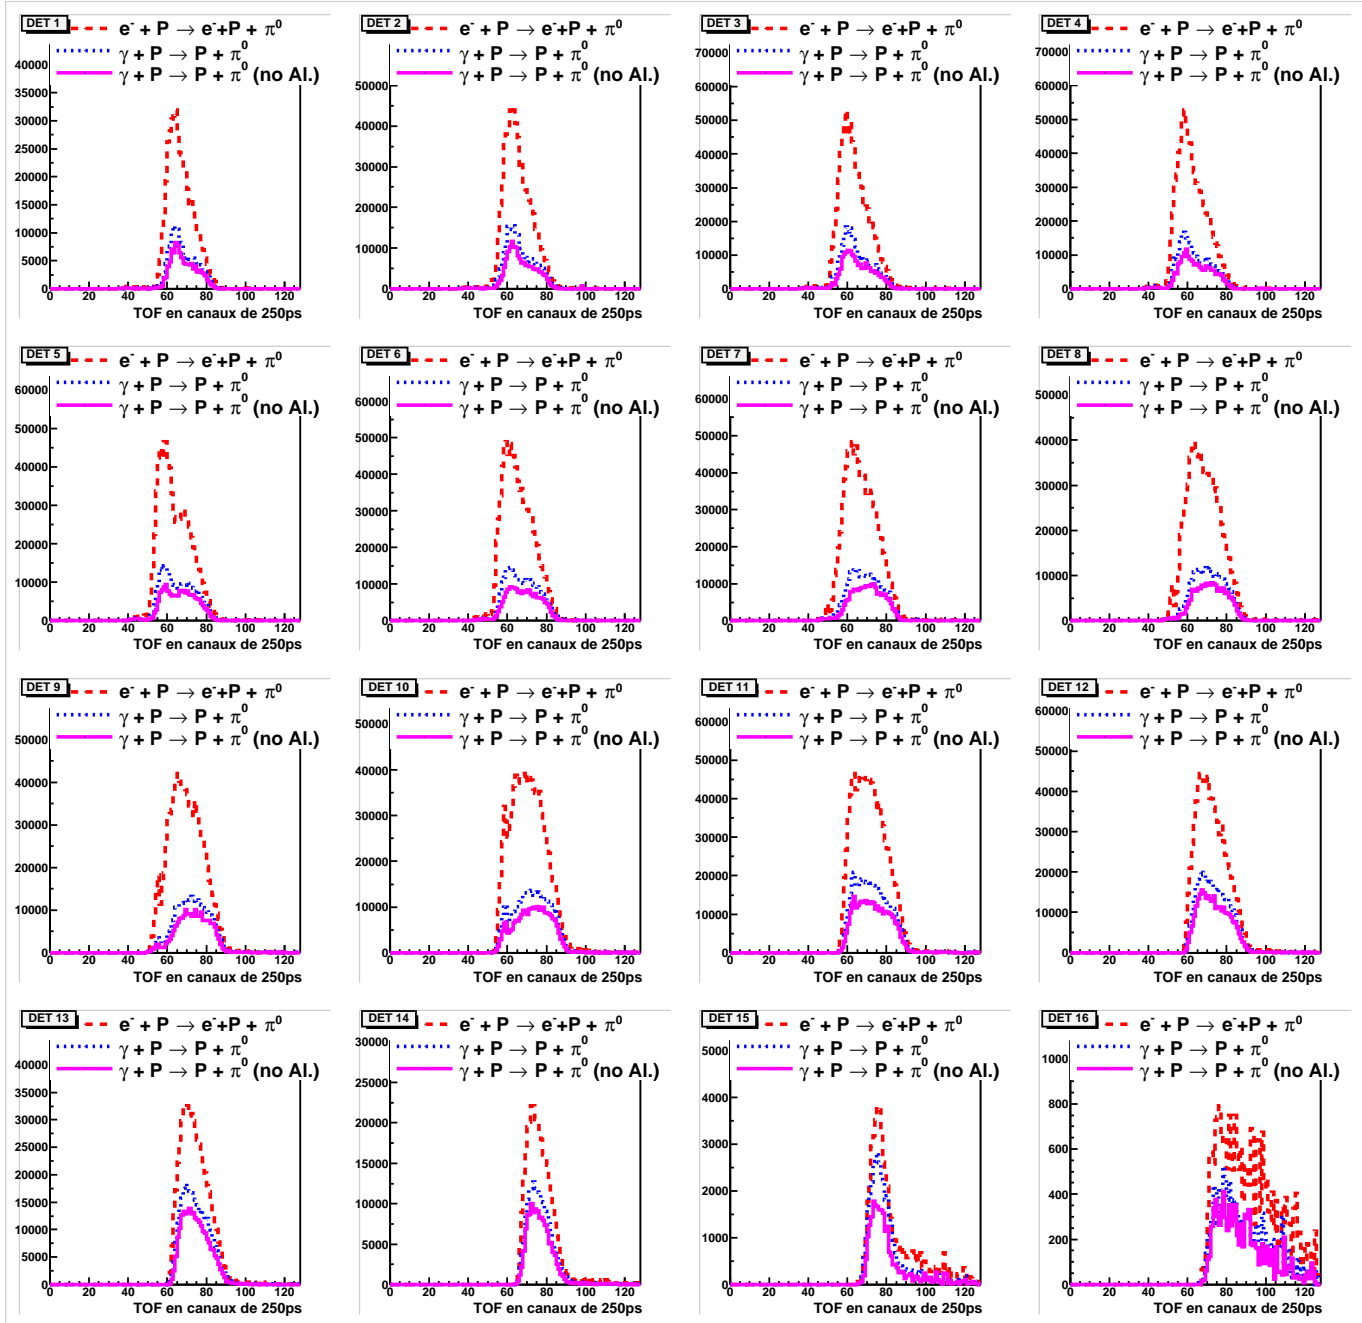 DET 1 e⁻ + P → e⁻+P + π⁰
γ + P → P + π⁰
γ + P → P + π⁰ (no Al.)
40000
35000
30000
25000
20000
15000
10000
5000
0
0 20 40 60 80 100 120
TOF en canaux de 250ps
DET 2 e⁻ + P → e⁻+P + π⁰
γ + P → P + π⁰
γ + P → P + π⁰ (no Al.)
50000
40000
30000
20000
10000
0
0 20 40 60 80 100 120
TOF en canaux de 250ps
DET 3 e⁻ + P → e⁻+P + π⁰
γ + P → P + π⁰
γ + P → P + π⁰ (no Al.)
70000
60000
50000
40000
30000
20000
10000
0
0 20 40 60 80 100 120
TOF en canaux de 250ps
DET 4 e⁻ + P → e⁻+P + π⁰
γ + P → P + π⁰
γ + P → P + π⁰ (no Al.)
70000
60000
50000
40000
30000
20000
10000
0
0 20 40 60 80 100 120
TOF en canaux de 250ps
DET 5 e⁻ + P → e⁻+P + π⁰
γ + P → P + π⁰
γ + P → P + π⁰ (no Al.)
60000
50000
40000
30000
20000
10000
0
0 20 40 60 80 100 120
TOF en canaux de 250ps
DET 6 e⁻ + P → e⁻+P + π⁰
γ + P → P + π⁰
γ + P → P + π⁰ (no Al.)
60000
50000
40000
30000
20000
10000
0
0 20 40 60 80 100 120
TOF en canaux de 250ps
DET 7 e⁻ + P → e⁻+P + π⁰
γ + P → P + π⁰
γ + P → P + π⁰ (no Al.)
60000
50000
40000
30000
20000
10000
0
0 20 40 60 80 100 120
TOF en canaux de 250ps
DET 8 e⁻ + P → e⁻+P + π⁰
γ + P → P + π⁰
γ + P → P + π⁰ (no Al.)
50000
40000
30000
20000
10000
0
0 20 40 60 80 100 120
TOF en canaux de 250ps
DET 9 e⁻ + P → e⁻+P + π⁰
γ + P → P + π⁰
γ + P → P + π⁰ (no Al.)
50000
40000
30000
20000
10000
0
0 20 40 60 80 100 120
TOF en canaux de 250ps
DET 10 e⁻ + P → e⁻+P + π⁰
γ + P → P + π⁰
γ + P → P + π⁰ (no Al.)
50000
40000
30000
20000
10000
0
0 20 40 60 80 100 120
TOF en canaux de 250ps
DET 11 e⁻ + P → e⁻+P + π⁰
γ + P → P + π⁰
γ + P → P + π⁰ (no Al.)
60000
50000
40000
30000
20000
10000
0
0 20 40 60 80 100 120
TOF en canaux de 250ps
DET 12 e⁻ + P → e⁻+P + π⁰
γ + P → P + π⁰
γ + P → P + π⁰ (no Al.)
60000
50000
40000
30000
20000
10000
0
0 20 40 60 80 100 120
TOF en canaux de 250ps
DET 13 e⁻ + P → e⁻+P + π⁰
γ + P → P + π⁰
γ + P → P + π⁰ (no Al.)
40000
35000
30000
25000
20000
15000
10000
5000
0
0 20 40 60 80 100 120
TOF en canaux de 250ps
DET 14 e⁻ + P → e⁻+P + π⁰
γ + P → P + π⁰
γ + P → P + π⁰ (no Al.)
30000
25000
20000
15000
10000
5000
0
0 20 40 60 80 100 120
TOF en canaux de 250ps
DET 15 e⁻ + P → e⁻+P + π⁰
γ + P → P + π⁰
γ + P → P + π⁰ (no Al.)
5000
4000
3000
2000
1000
0
0 20 40 60 80 100 120
TOF en canaux de 250ps
DET 16 e⁻ + P → e⁻+P + π⁰
γ + P → P + π⁰
γ + P → P + π⁰ (no Al.)
1000
800
600
400
200
0
0 20 40 60 80 100 120
TOF en canaux de 250ps